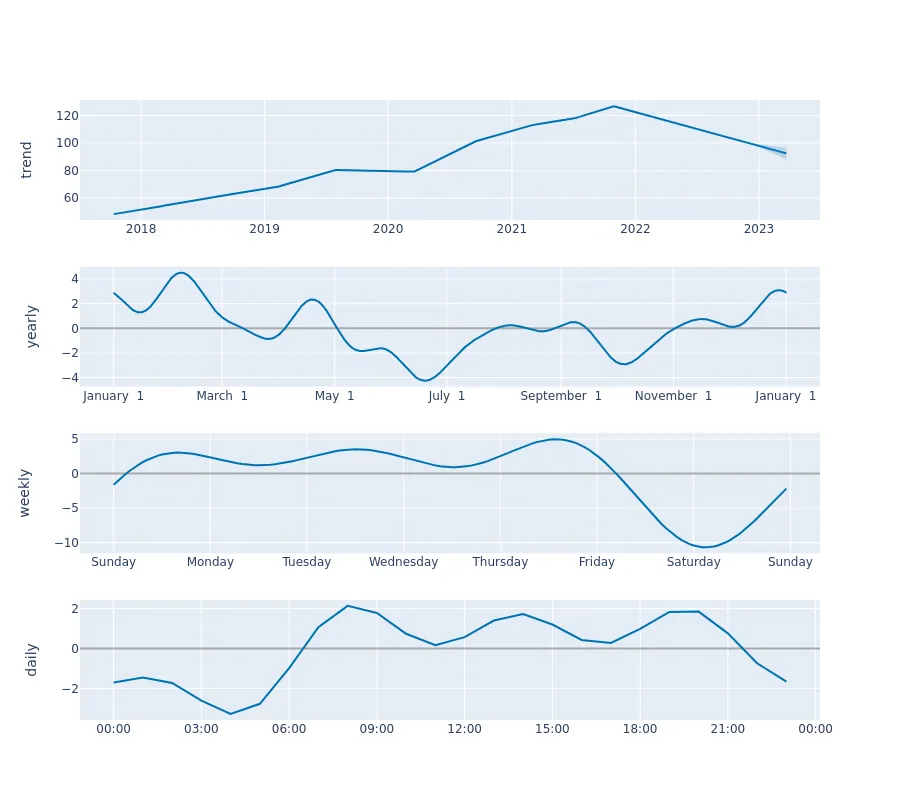 trend
120
100
80
60
2018 2019 2020 2021 2022 2023
yearly
4
2
0
−2
−4
January 1 March 1 May 1 July 1 September 1 November 1 January 1
weekly
5
0
−5
−10
Sunday Monday Tuesday Wednesday Thursday Friday Saturday Sunday
daily
2
0
−2
00:00 03:00 06:00 09:00 12:00 15:00 18:00 21:00 00:00